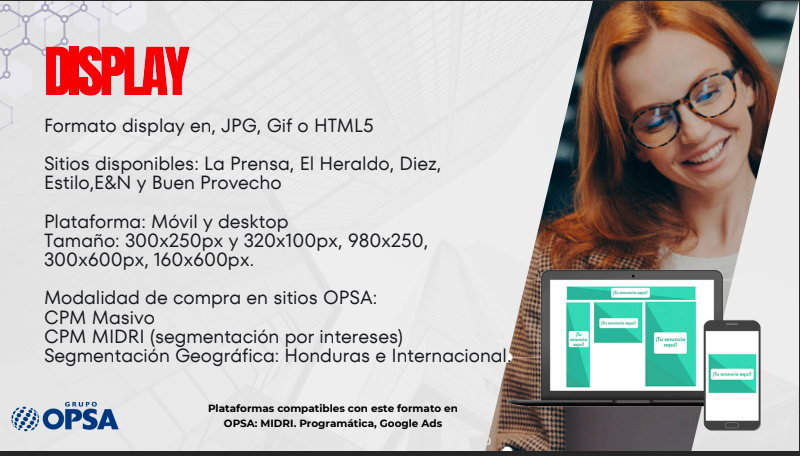 DISPLAY
Formato display en, JPG, Gif o HTML5
Sitios disponibles: La Prensa, El Heraldo, Diez,
Estilo,E&N y Buen Provecho
Plataforma: Móvil y desktop
Tamaño: 300x250px y 320x100px, 980x250,
300x600px, 160x600px.
Modalidad de compra en sitios OPSA:
CPM Masivo
CPM MIDRI (segmentación por intereses)
Segmentación Geográfica: Honduras e Internacional.
¡Tu anuncio aquí!
¡Tu anuncio
aquí!
¡Tu anuncio aquí!
¡Tu anuncio
aquí!
¡Tu anuncio aquí!
GRUPO
OPSA
Plataformas compatibles con este formato en
OPSA: MIDRI. Programática, Google Ads